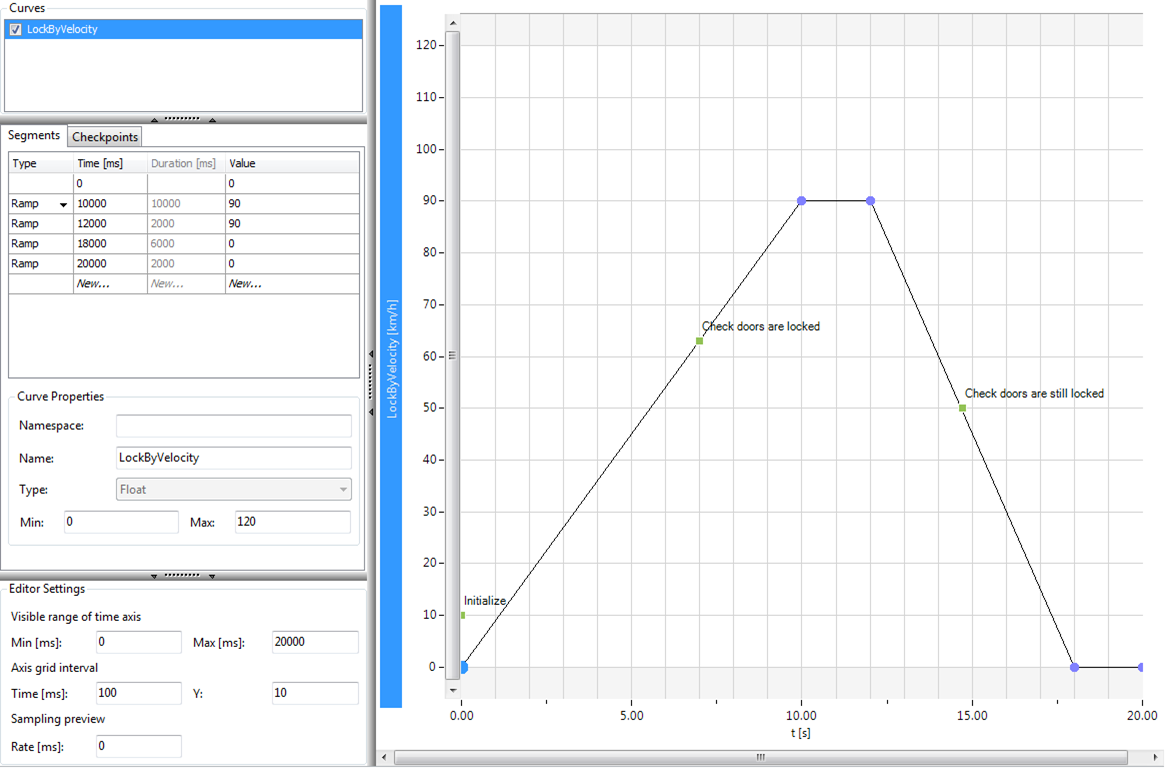 Curves
LockByVelocity
Segments Checkpoints
Type Time [ms] Duration [ms] Value
0 0
Ramp 10000 10000 90
Ramp 12000 2000 90
Ramp 18000 6000 0
Ramp 20000 2000 0
New... New... New...
Curve Properties
Namespace:
Name: LockByVelocity
Type: Float
Min: 0 Max: 120
Editor Settings
Visible range of time axis
Min [ms]: 0 Max [ms]: 20000
Axis grid interval
Time [ms]: 100 Y: 10
Sampling preview
Rate [ms]: 0
LockByVelocity [km/h]
120
110
100
90
80
70
Check doors are locked
60
Check doors are still locked
50
40
30
20
Initialize
10
0
0.00 5.00 10.00 15.00 20.00
t [s]